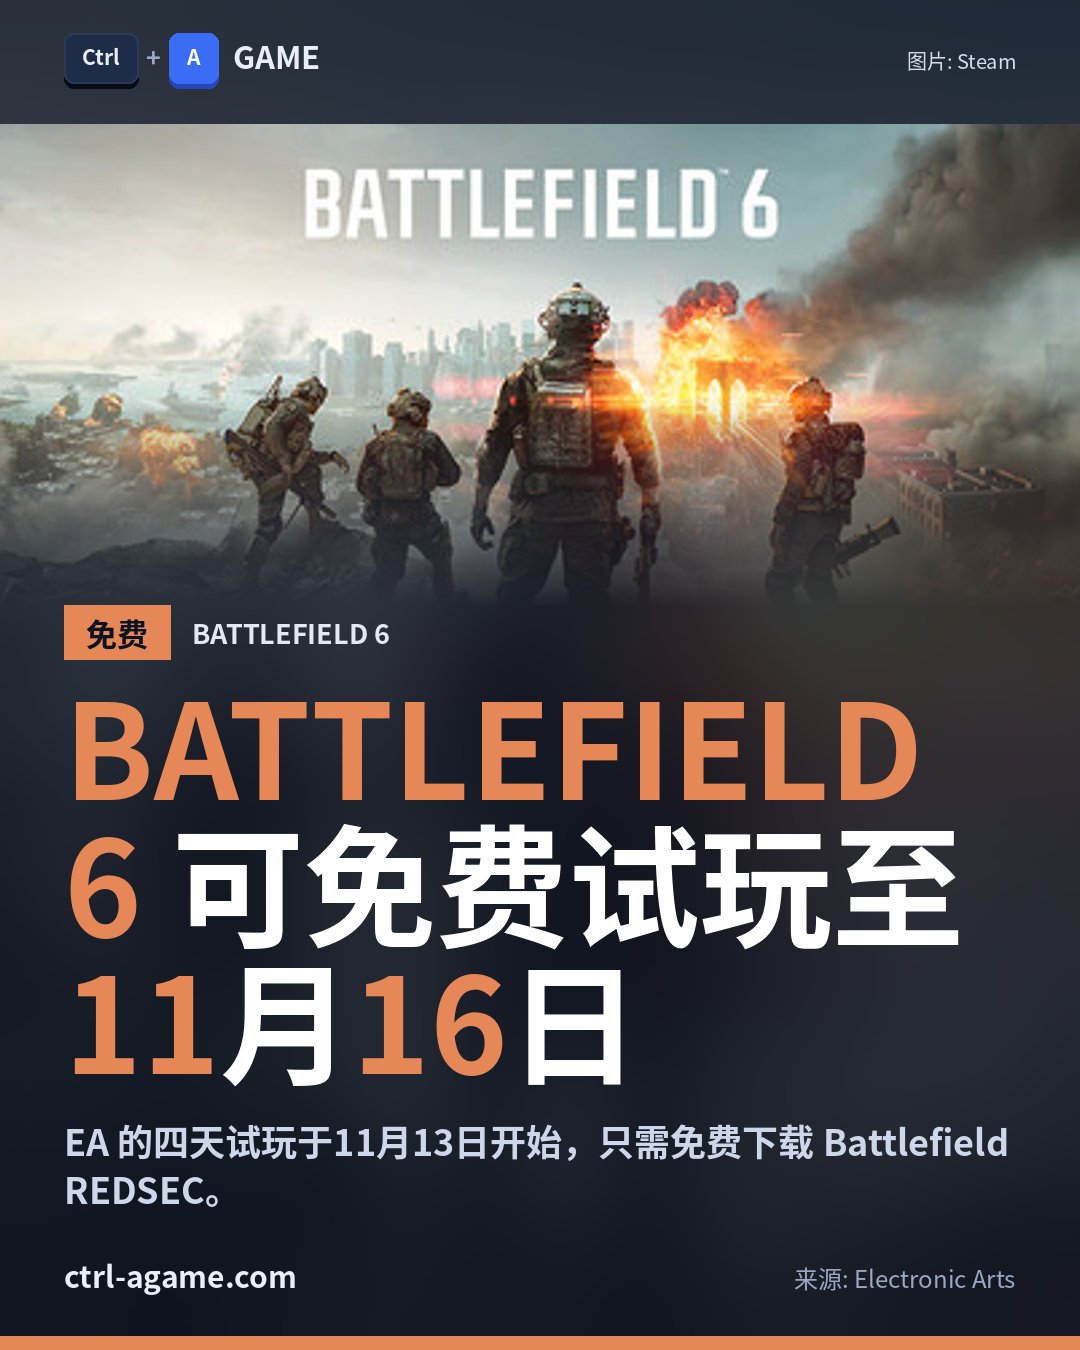 Ctrl + A GAME
图片: Steam
BATTLEFIELD™ 6
免费 BATTLEFIELD 6
BATTLEFIELD
6 可免费试玩至
11月16日
EA 的四天试玩于11月13日开始，只需免费下载 Battlefield
REDSEC。
ctrl-agame.com
来源: Electronic Arts